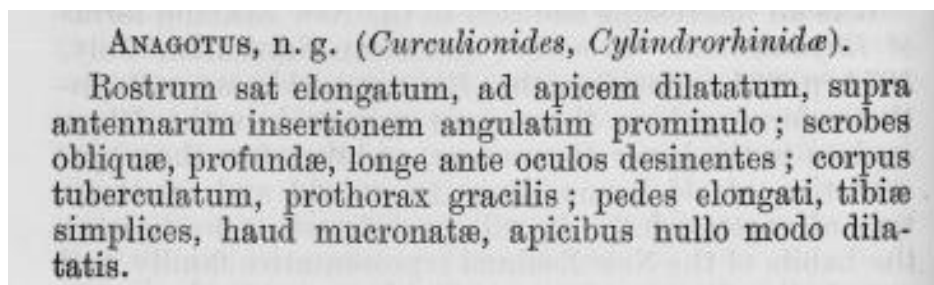 ANAGOTUS, n. g. (Curculionides, Cylindrorhinidæ).
Rostrum sat elongatum, ad apicem dilatatum, supra
antennarum insertionem angulatim prominulo ; scrobes
obliquæ, profundæ, longe ante oculos desinentes ; corpus
tuberculatum, prothorax gracilis ; pedes elongati, tibiæ
simplices, haud mucronatæ, apicibus nullo modo dila-
tatis.